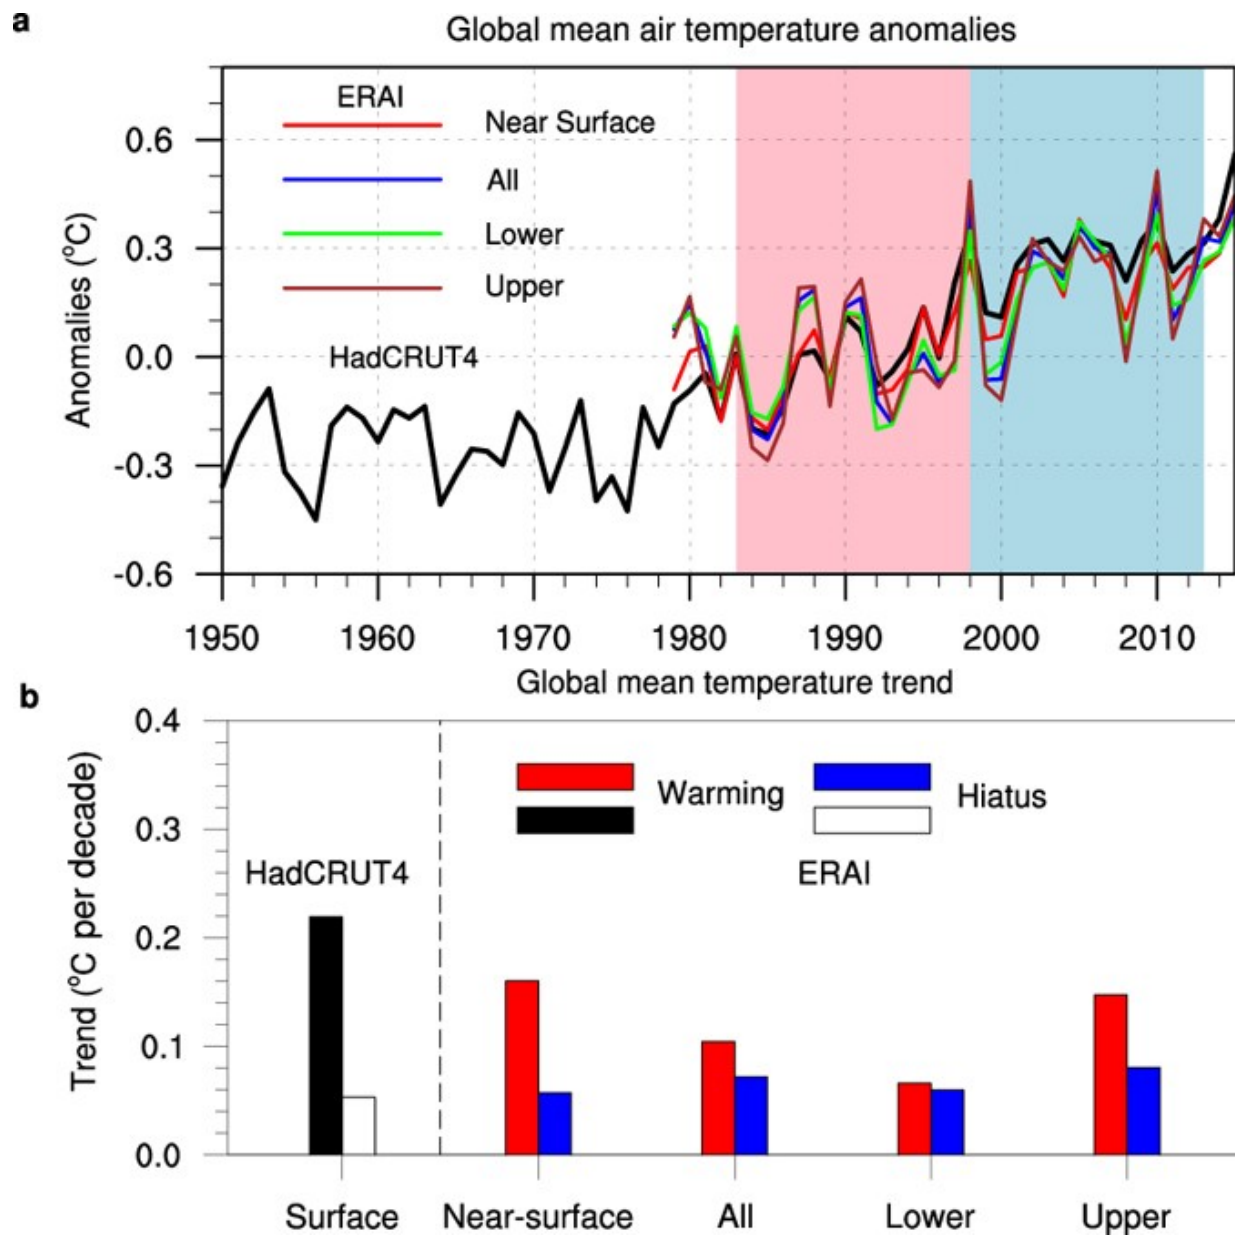 a
Global mean air temperature anomalies
ERAI
Near Surface
All
Lower
Upper
HadCRUT4
Anomalies (°C)
0.6
0.3
0.0
-0.3
-0.6
1950 1960 1970 1980 1990 2000 2010
b
Global mean temperature trend
Trend (°C per decade)
0.4
0.3
0.2
0.1
0.0
Warming
Hiatus
HadCRUT4
ERAI
Surface Near-surface All Lower Upper